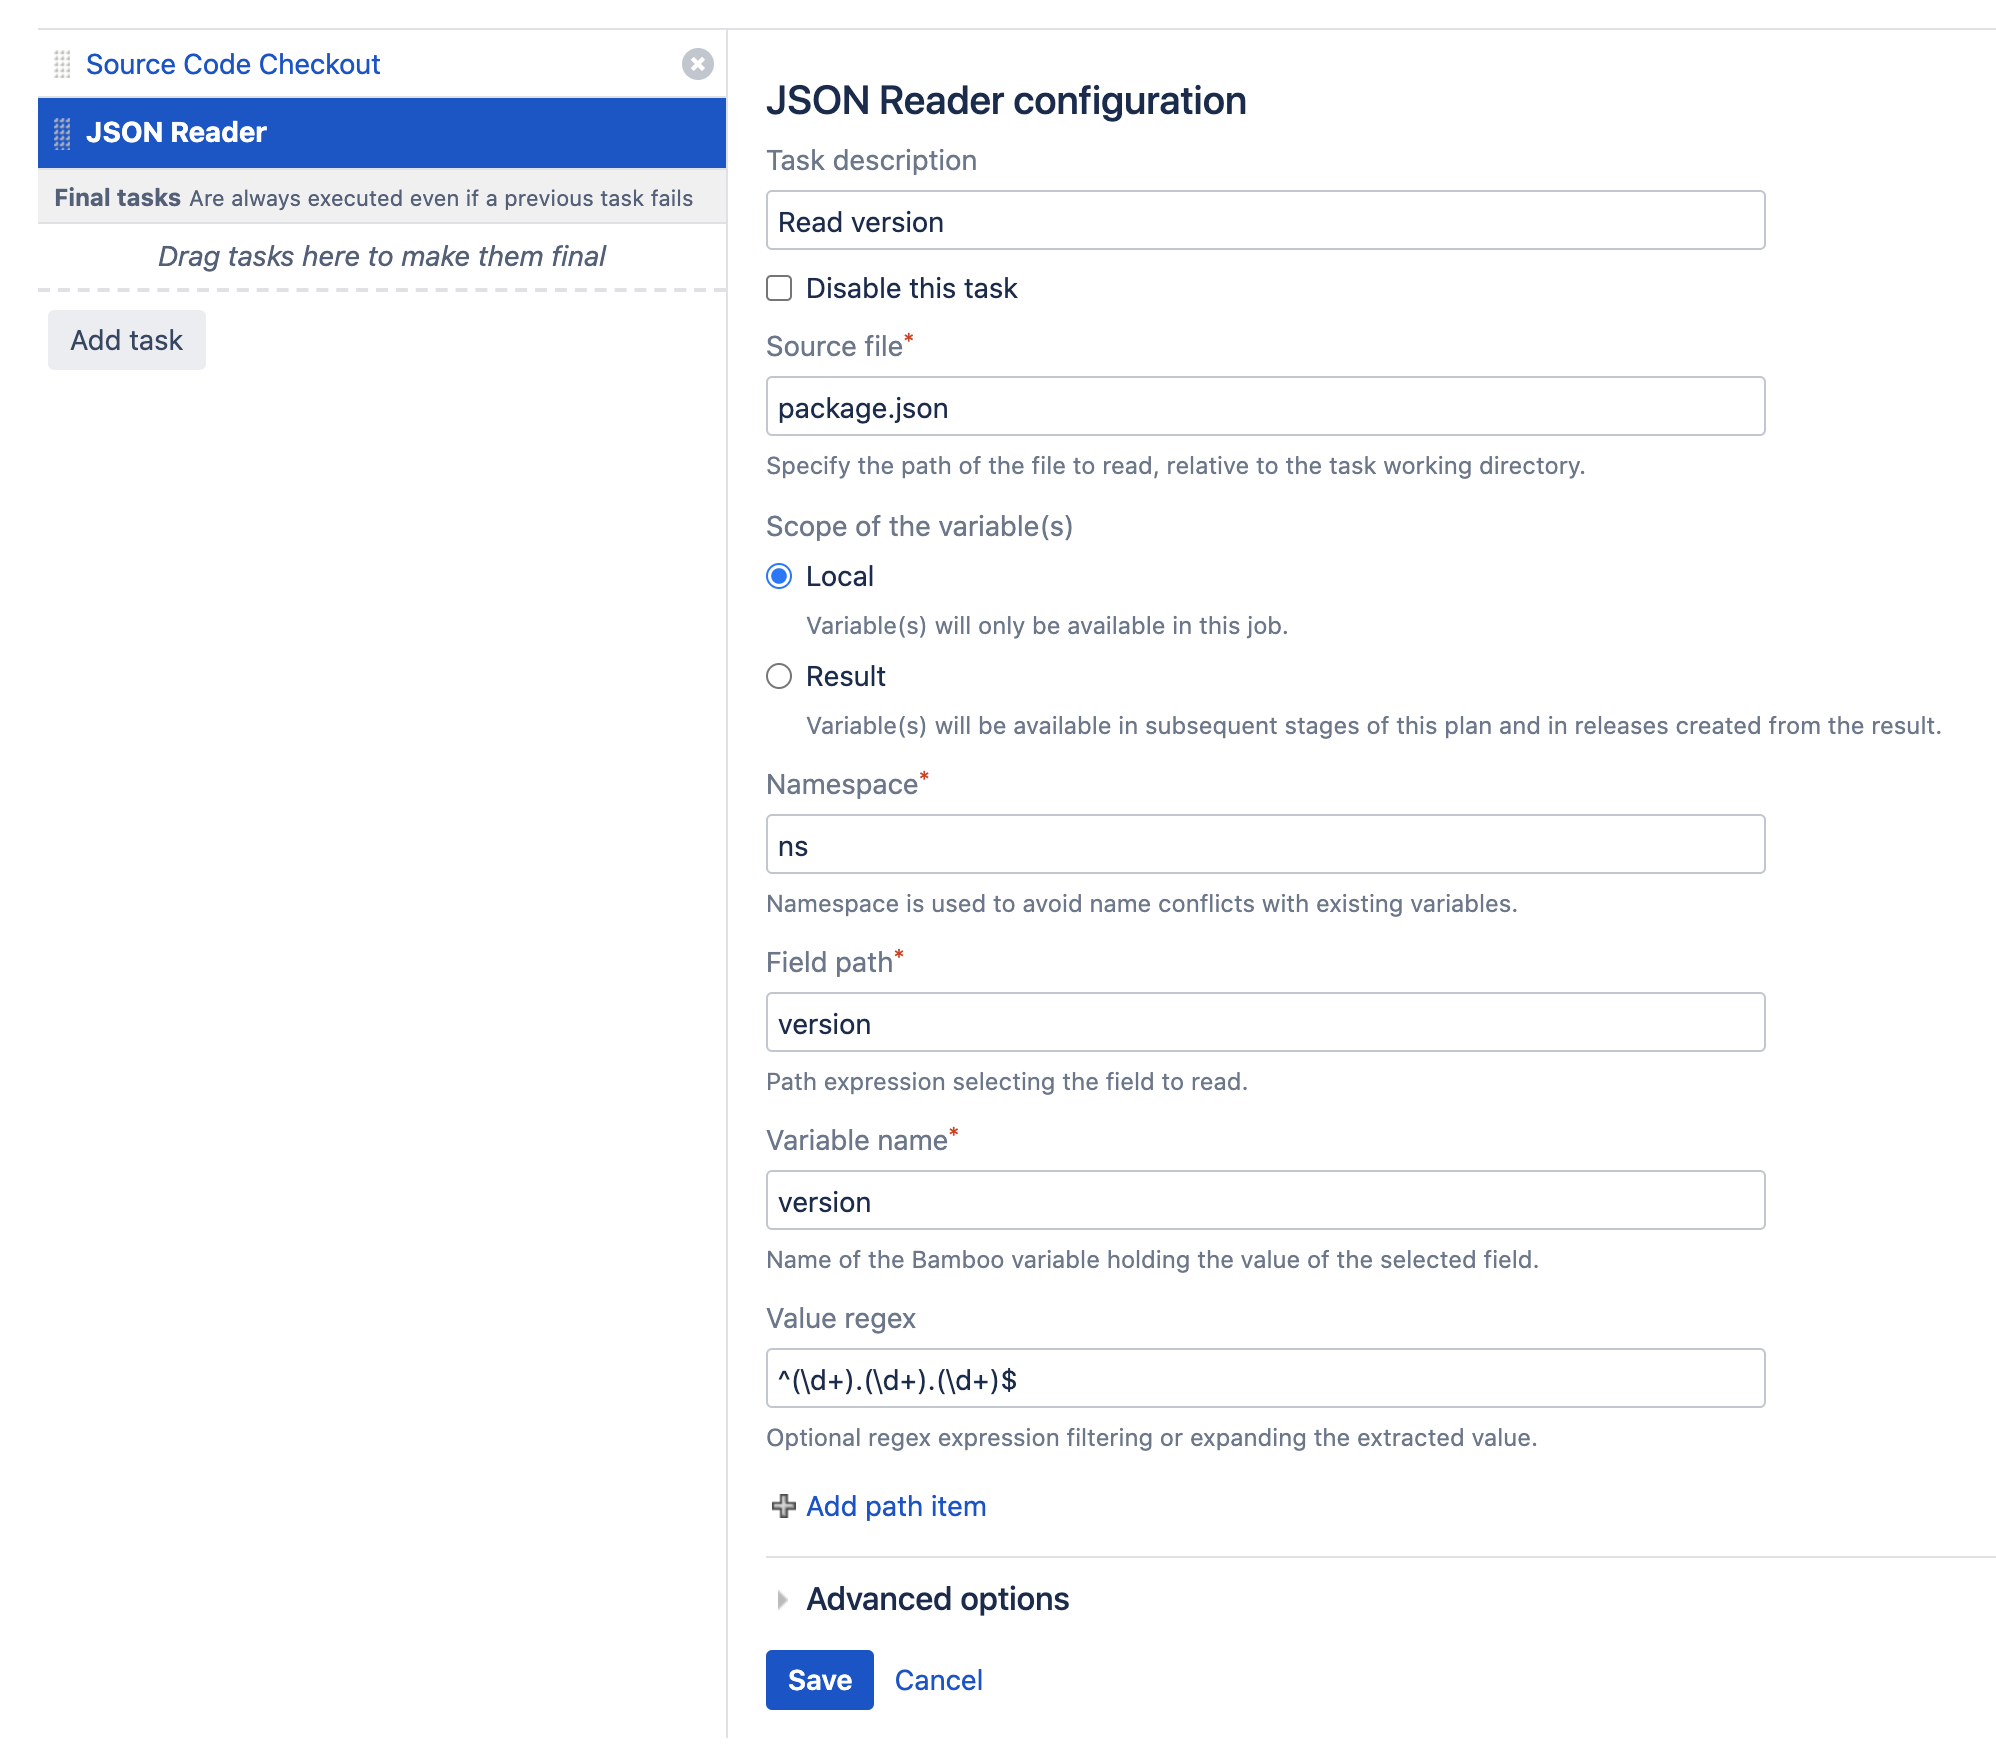 Source Code Checkout
JSON Reader
Final tasks Are always executed even if a previous task fails
Drag tasks here to make them final
Add task
JSON Reader configuration
Task description
Read version
Disable this task
Source file*
package.json
Specify the path of the file to read, relative to the task working directory.
Scope of the variable(s)
Local
Variable(s) will only be available in this job.
Result
Variable(s) will be available in subsequent stages of this plan and in releases created from the result.
Namespace*
ns
Namespace is used to avoid name conflicts with existing variables.
Field path*
version
Path expression selecting the field to read.
Variable name*
version
Name of the Bamboo variable holding the value of the selected field.
Value regex
^(\d+).(\d+).(\d+)$
Optional regex expression filtering or expanding the extracted value.
Add path item
Advanced options
Save Cancel